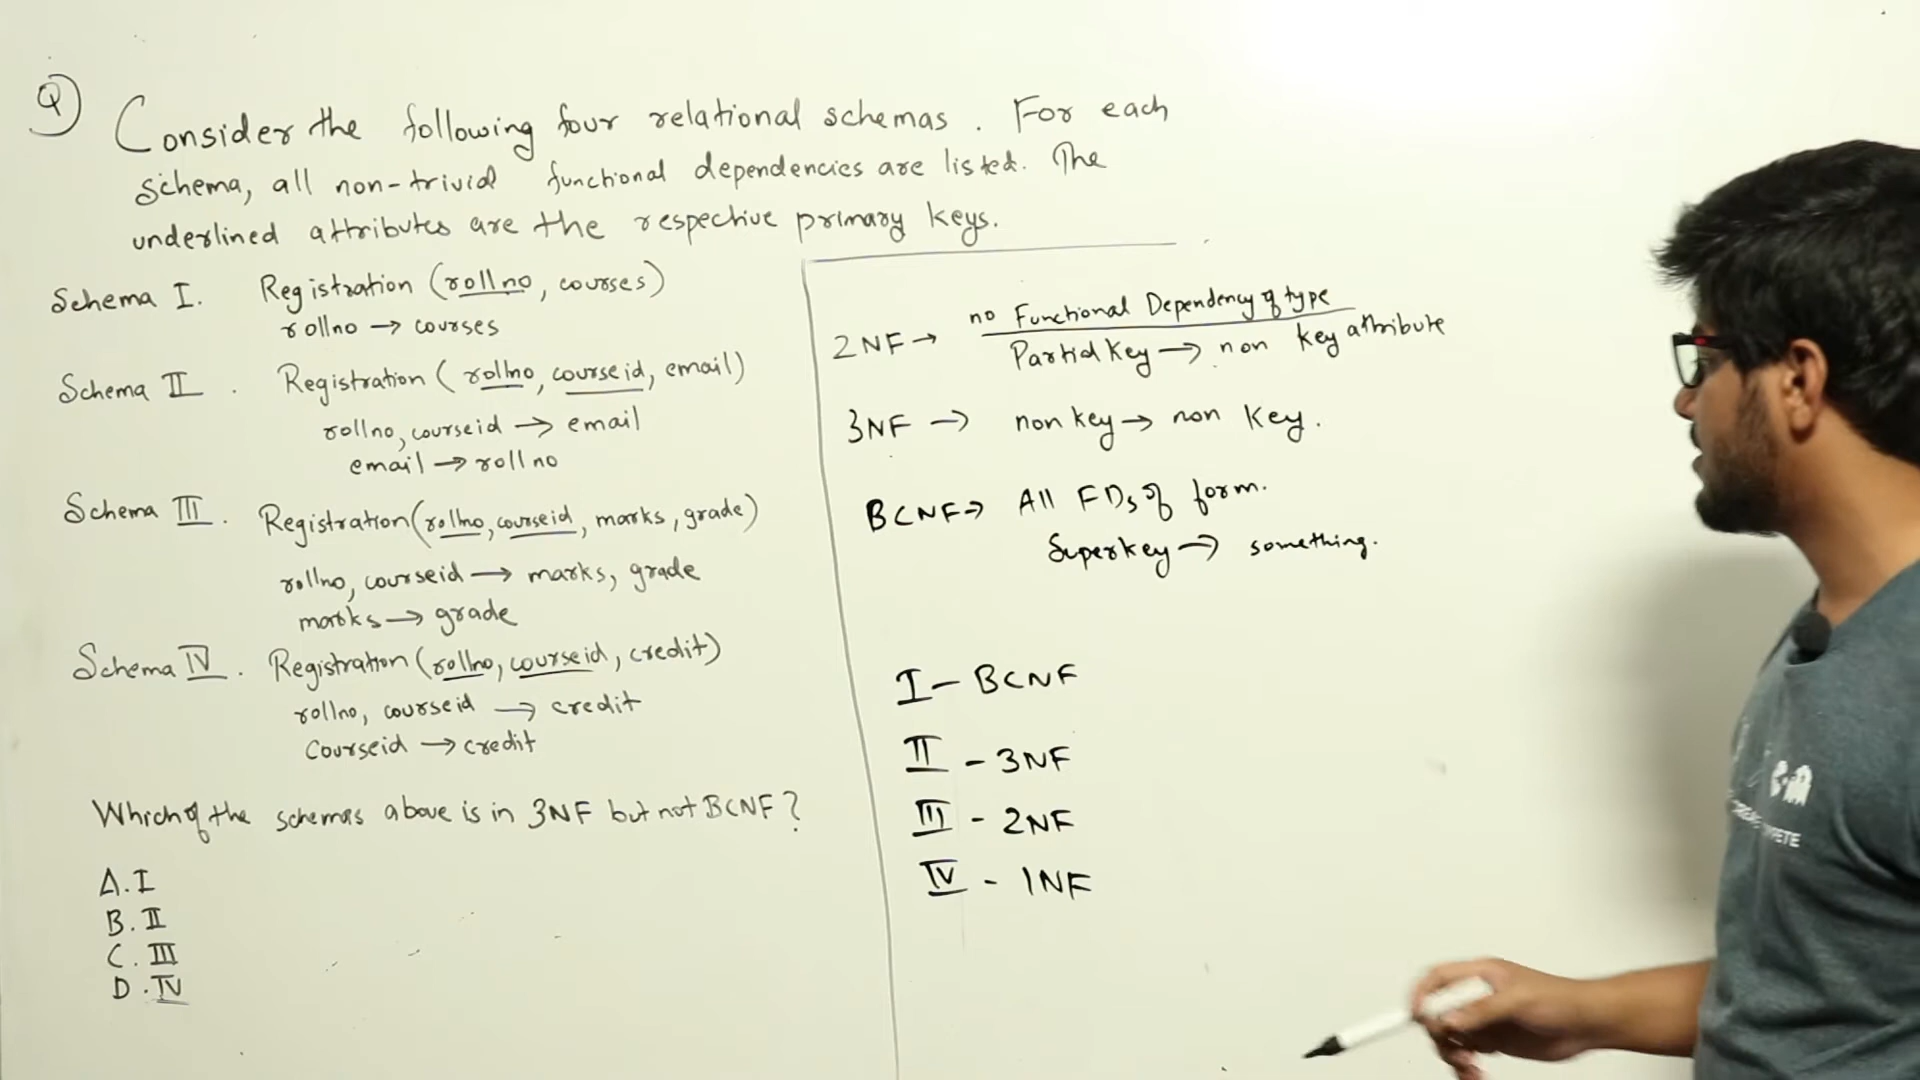 Q) Consider the following four relational schemas. For each
schema, all non-trivial functional dependencies are listed. The
underlined attributes are the respective primary keys.
Schema I. Registration (rollno, courses)
rollno → courses
Schema II. Registration (rollno, courseid, email)
rollno, courseid → email
email → rollno
Schema III. Registration (rollno, courseid, marks, grade)
rollno, courseid → marks, grade
marks → grade
Schema IV. Registration (rollno, courseid, credit)
rollno, courseid → credit
Courseid → credit
Which of the schemas above is in 3NF but not BCNF?
A. I
B. II
C. III
D. IV
2NF → no Functional Dependency of type
Partial Key → non key attribute
3NF → non key → non key.
BCNF → All FDs of form.
Superkey → something.
I - BCNF
II - 3NF
III - 2NF
IV - 1NF